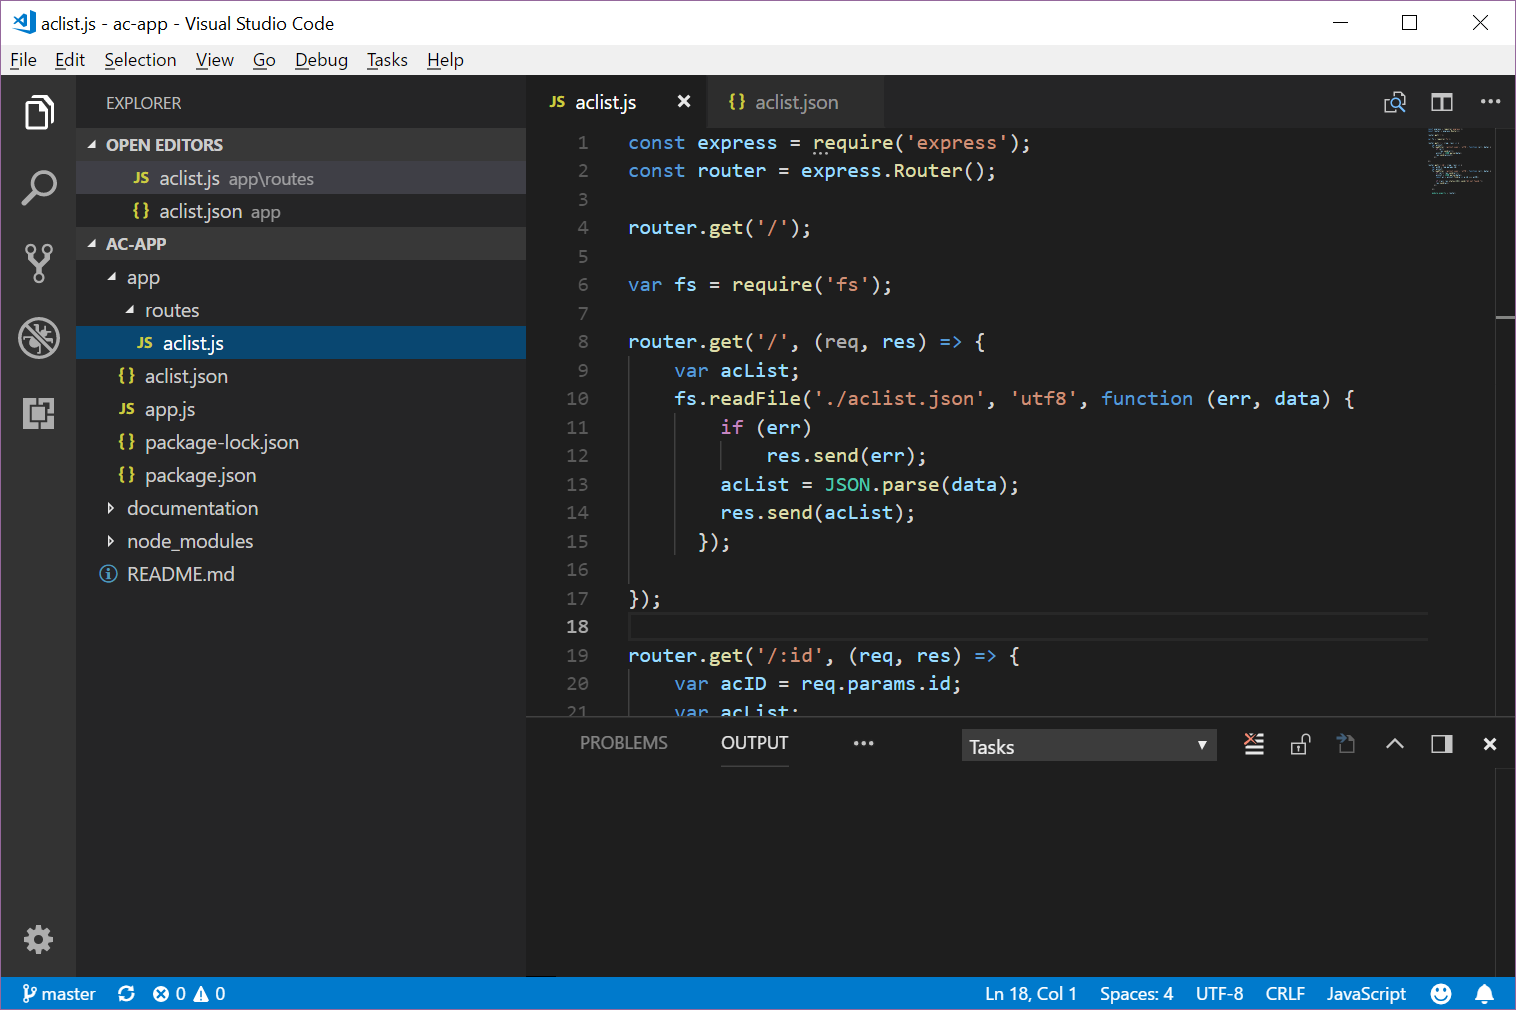 aclist.js - ac-app - Visual Studio Code
File Edit Selection View Go Debug Tasks Help
EXPLORER
OPEN EDITORS
JS aclist.js app\routes
{} aclist.json app
AC-APP
app
routes
JS aclist.js
{} aclist.json
JS app.js
{} package-lock.json
{} package.json
documentation
node_modules
README.md
JS aclist.js
{} aclist.json
1 const express = require('express');
2 const router = express.Router();
3
4 router.get('/');
5
6 var fs = require('fs');
7
8 router.get('/', (req, res) => {
9 var acList;
10 fs.readFile('./aclist.json', 'utf8', function (err, data) {
11 if (err)
12 res.send(err);
13 acList = JSON.parse(data);
14 res.send(acList);
15 });
16
17 });
18
19 router.get('/:id', (req, res) => {
20 var acID = req.params.id;
21 var acList;
PROBLEMS OUTPUT ... Tasks
master 0 0 Ln 18, Col 1 Spaces: 4 UTF-8 CRLF JavaScript